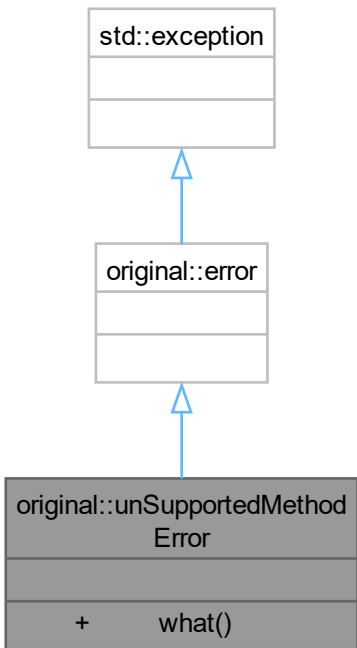 std::exception
original::error
original::unSupportedMethod
Error
+ what()